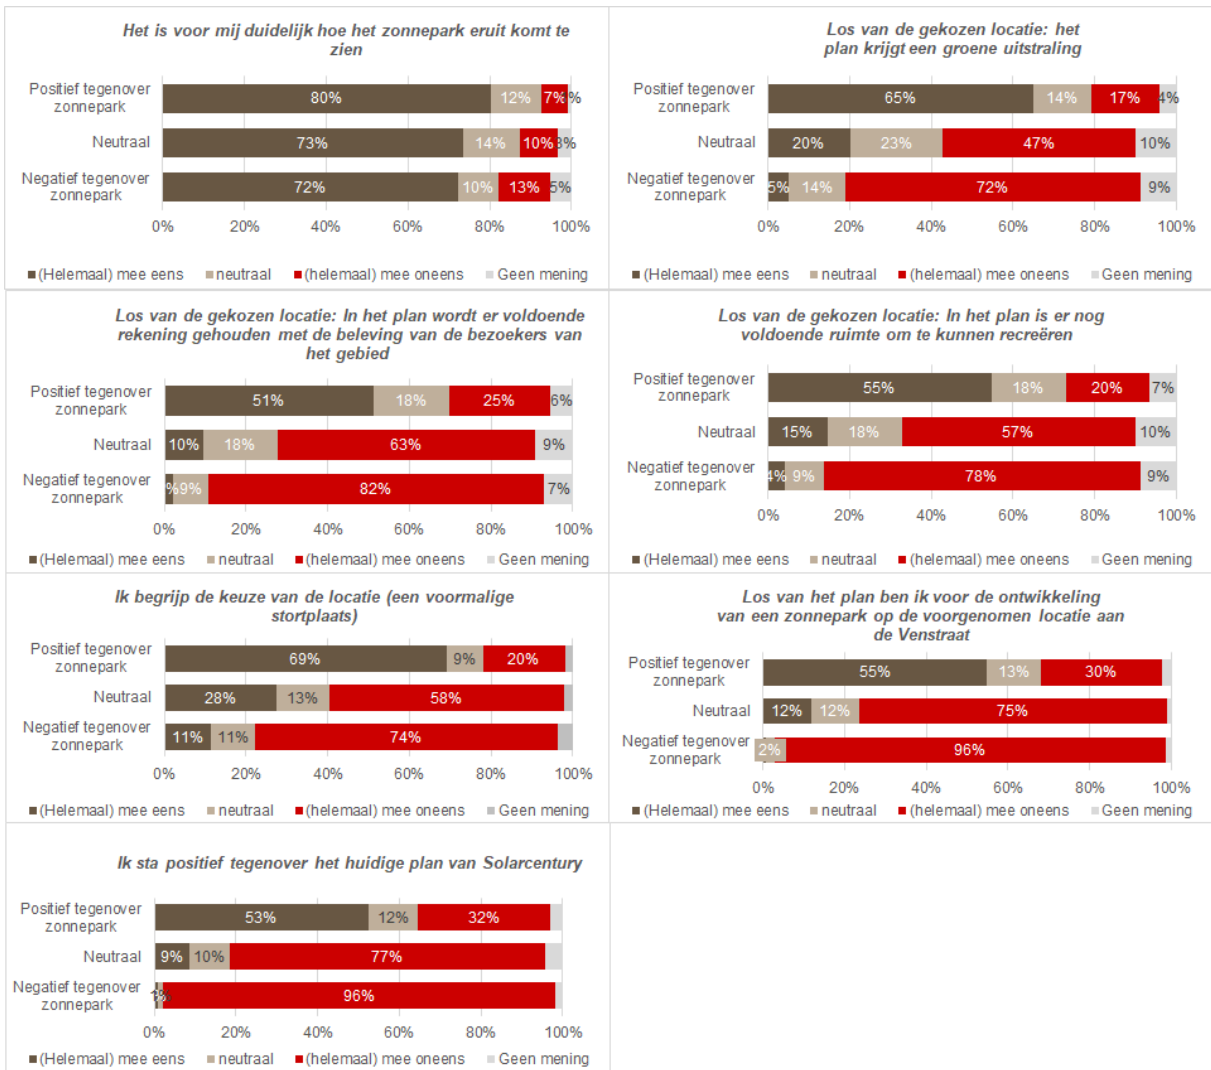 Het is voor mij duidelijk hoe het zonnepark eruit komt te
zien
Positief tegenover
zonnepark
80%
12%
7%
Neutraal
73%
14%
10%
3%
Negatief tegenover
zonnepark
72%
10%
13%
5%
0% 20% 40% 60% 80% 100%
(Helemaal) mee eens neutraal (helemaal) mee oneens Geen mening
Los van de gekozen locatie: het
plan krijgt een groene uitstraling
Positief tegenover
zonnepark
65%
14%
17%
4%
Neutraal
20%
23%
47%
10%
Negatief tegenover
zonnepark
5%
14%
72%
9%
0% 20% 40% 60% 80% 100%
(Helemaal) mee eens neutraal (helemaal) mee oneens Geen mening
Los van de gekozen locatie: In het plan wordt er voldoende
rekening gehouden met de beleving van de bezoekers van
het gebied
Positief tegenover
zonnepark
51%
18%
25%
6%
Neutraal
10%
18%
63%
9%
Negatief tegenover
zonnepark
%
9%
82%
7%
0% 20% 40% 60% 80% 100%
(Helemaal) mee eens neutraal (helemaal) mee oneens Geen mening
Los van de gekozen locatie: In het plan is er nog
voldoende ruimte om te kunnen recreëren
Positief tegenover
zonnepark
55%
18%
20%
7%
Neutraal
15%
18%
57%
10%
Negatief tegenover
zonnepark
4%
9%
78%
9%
0% 20% 40% 60% 80% 100%
(Helemaal) mee eens neutraal (helemaal) mee oneens Geen mening
Ik begrijp de keuze van de locatie (een voormalige
stortplaats)
Positief tegenover
zonnepark
69%
9%
20%
Neutraal
28%
13%
58%
Negatief tegenover
zonnepark
11%
11%
74%
0% 20% 40% 60% 80% 100%
(Helemaal) mee eens neutraal (helemaal) mee oneens Geen mening
Los van het plan ben ik voor de ontwikkeling
van een zonnepark op de voorgenomen locatie aan
de Venstraat
Positief tegenover
zonnepark
55%
13%
30%
Neutraal
12%
12%
75%
Negatief tegenover
zonnepark
2%
96%
0% 20% 40% 60% 80% 100%
(Helemaal) mee eens neutraal (helemaal) mee oneens Geen mening
Ik sta positief tegenover het huidige plan van Solarcentury
Positief tegenover
zonnepark
53%
12%
32%
Neutraal
9%
10%
77%
Negatief tegenover
zonnepark
96%
0% 20% 40% 60% 80% 100%
(Helemaal) mee eens neutraal (helemaal) mee oneens Geen mening